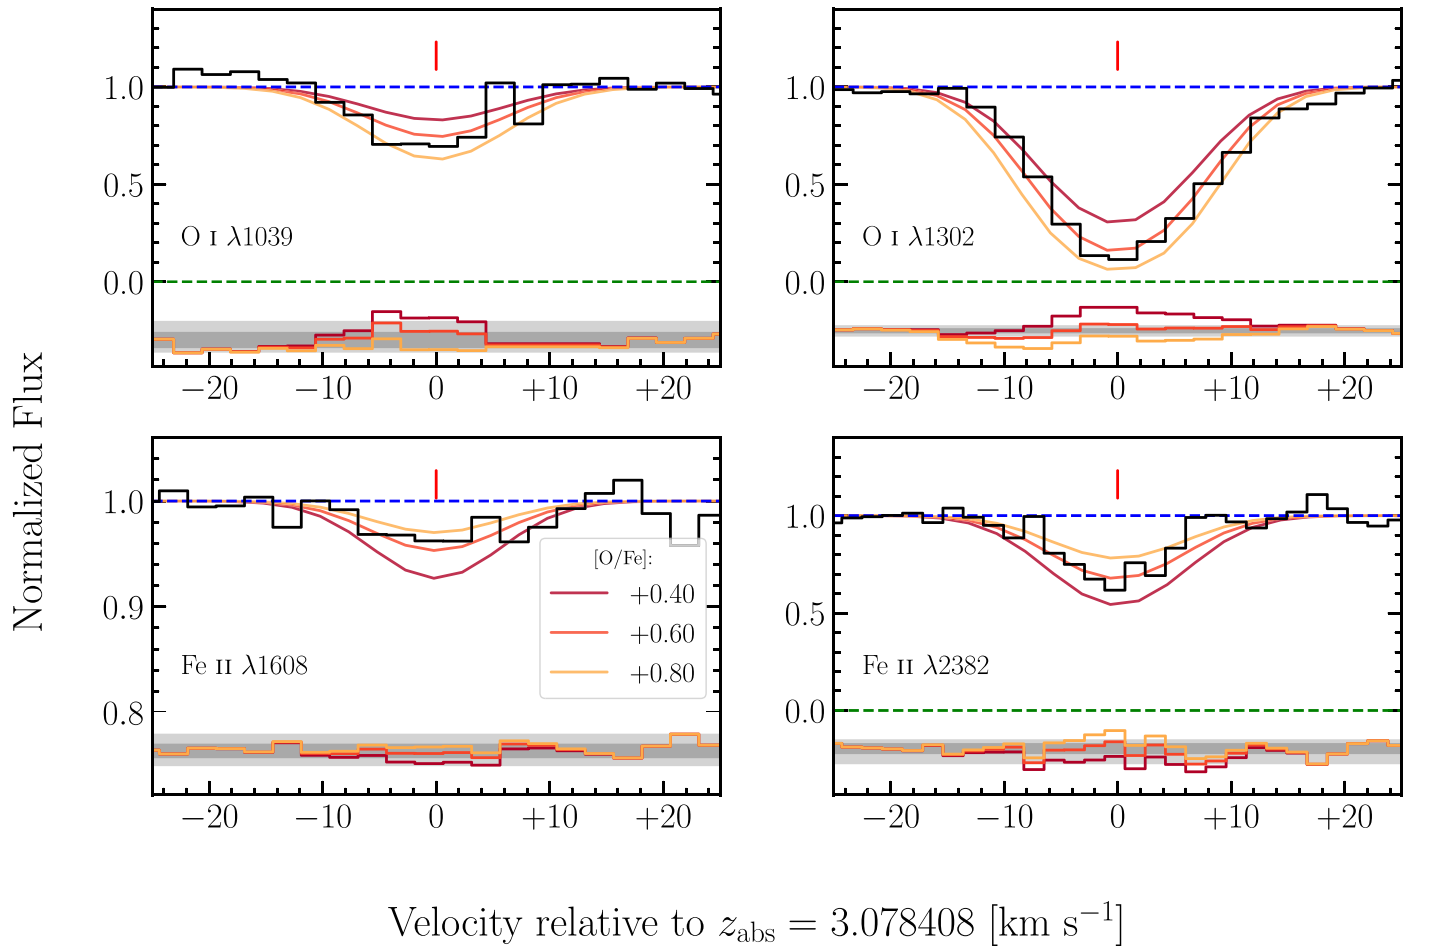 1.0
0.5
0.0
O I λ1039
−20 −10 0 +10 +20
1.0
0.5
0.0
O I λ1302
−20 −10 0 +10 +20
Normalized Flux
1.0
0.9
0.8
Fe II λ1608
[O/Fe]:
+0.40
+0.60
+0.80
−20 −10 0 +10 +20
1.0
0.5
0.0
Fe II λ2382
−20 −10 0 +10 +20
Velocity relative to z_abs = 3.078408 [km s⁻¹]